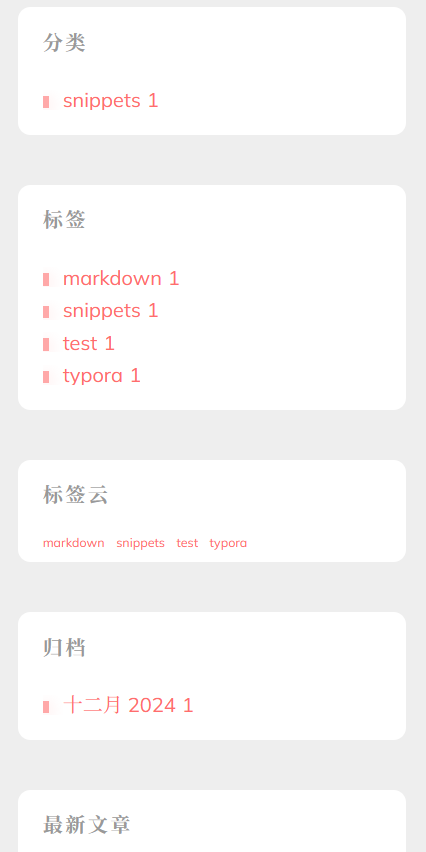 分类
snippets 1
标签
markdown 1
snippets 1
test 1
typora 1
标签云
markdown snippets test typora
归档
十二月 2024 1
最新文章